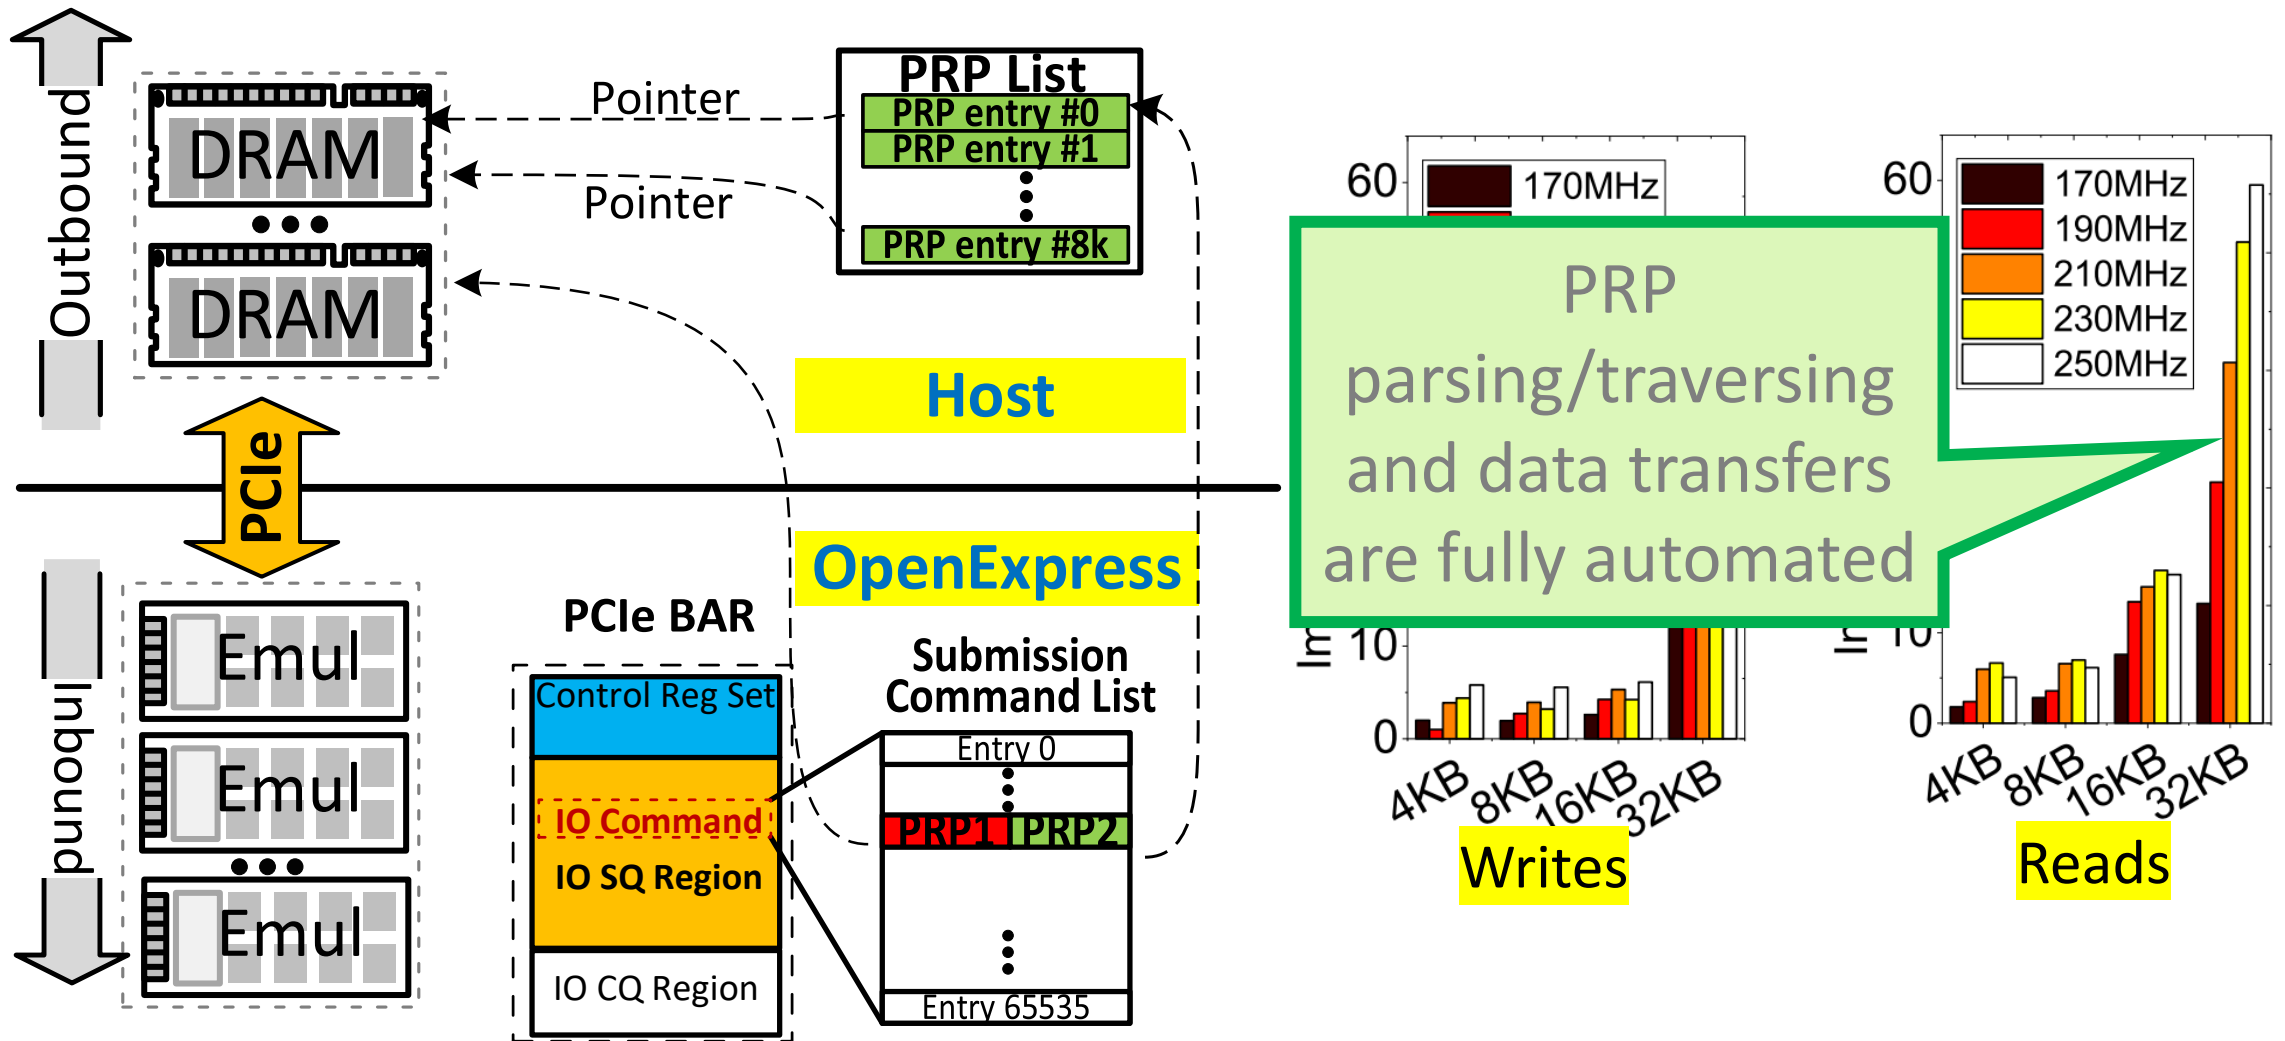 Outbound
DRAM
DRAM
Pointer
Pointer
PRP List
PRP entry #0
PRP entry #1
PRP entry #8k
Host
PCIe
OpenExpress
Inbound
Emul
Emul
Emul
PCIe BAR
Control Reg Set
IO Command
IO SQ Region
IO CQ Region
Submission
Command List
Entry 0
PRP1 PRP2
Entry 65535
60
170MHz
10
0
4KB 8KB 16KB 32KB
Writes
PRP
parsing/traversing
and data transfers
are fully automated
60
170MHz
190MHz
210MHz
230MHz
250MHz
10
0
4KB 8KB 16KB 32KB
Reads